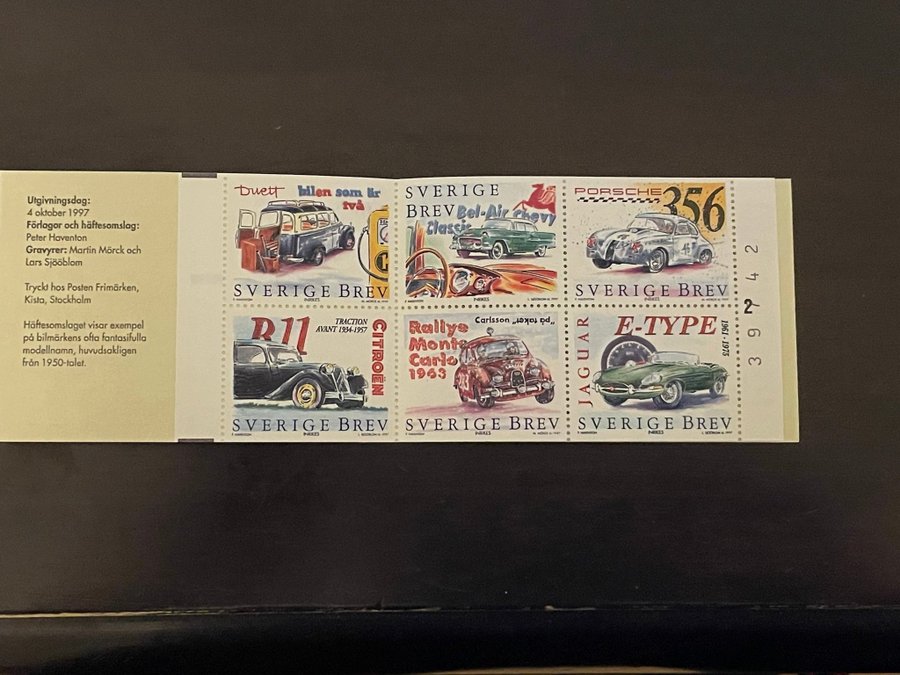 Utgivningsdag:
4 oktober 1997
Förlagor och häftesomslag:
Peter Haventon
Gravyrer: Martin Mörck och
Lars Sjööblom
Tryckt hos Posten Frimärken,
Kista, Stockholm
Häftesomslaget visar exempel
på bilmärkens ofta fantasifulla
modellnamn, huvudsakligen
från 1950-talet.
Duett bilen som är
två
SVERIGE BREV
SVERIGE
BREV
Bel-Air Chevy
Classic
PORSCHE 356
SVERIGE BREV
B11
TRACTION
AVANT 1934-1957
CITROËN
SVERIGE BREV
Carlsson "på taket"
Rallye
Monte
Carlo
1963
SVERIGE BREV
JAGUAR
E-TYPE
1961-1975
SVERIGE BREV
39242